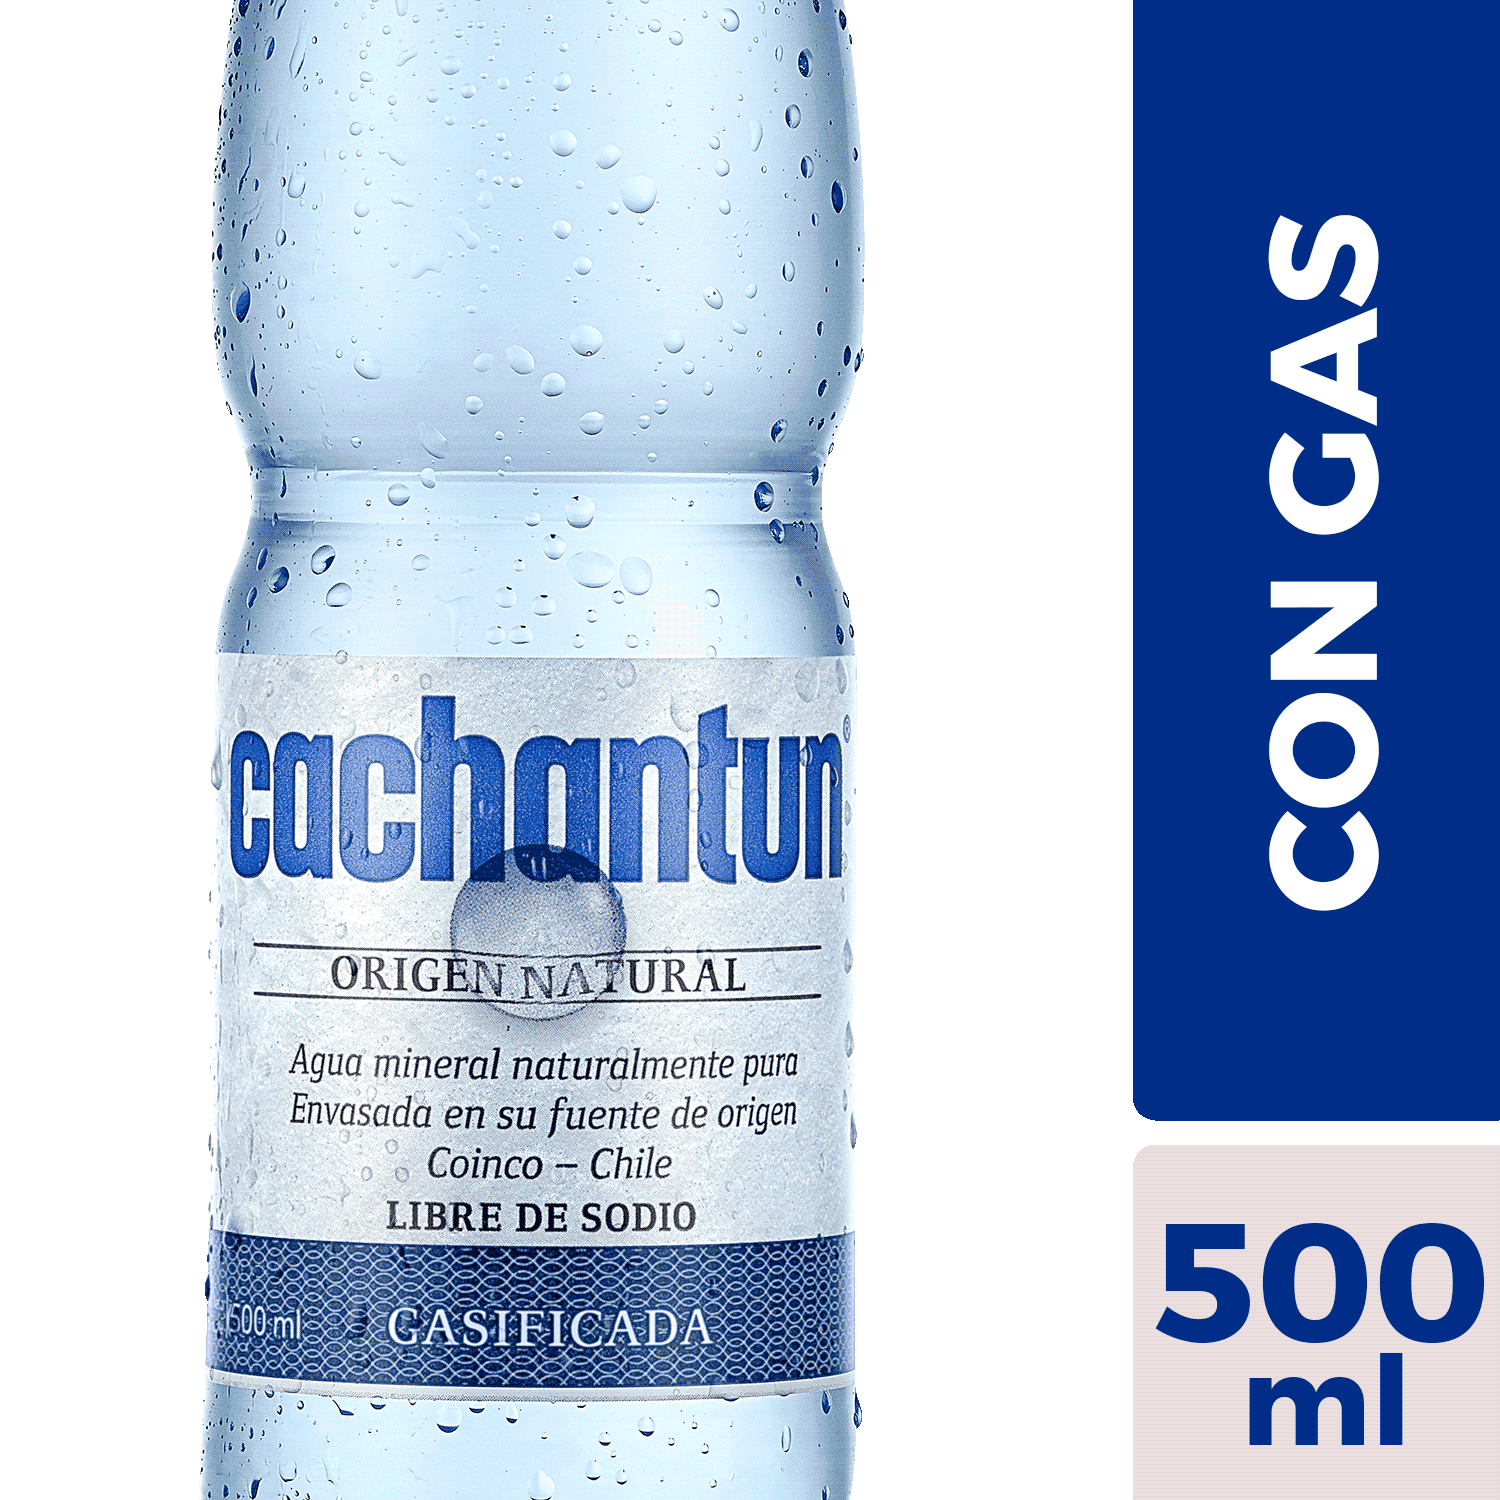 cachantun®
ORIGEN NATURAL
Agua mineral naturalmente pura
Envasada en su fuente de origen
Coinco – Chile
LIBRE DE SODIO
500 ml
GASIFICADA
CON GAS
500
ml